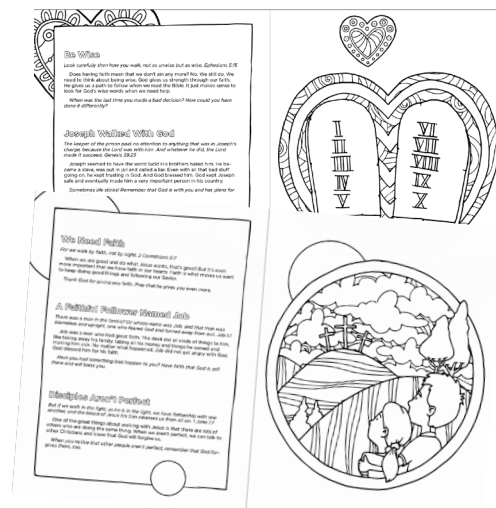 Be Wise
Look carefully then how you walk, not as unwise but as wise. Ephesians 5:15
Does having faith mean that we don't sin any more? No. We still do. We
need to think about being wise. God gives us strength through our faith.
He gives us a path to follow when we read the Bible. It just makes sense to
look for God's wise words when we need help.
When was the last time you made a bad decision? How could you have
done it differently?
Joseph Walked With God
The keeper of the prison paid no attention to anything that was in Joseph's
charge because the Lord was with him. And whatever he did, the Lord
made it succeed. Genesis 39:23
Joseph seemed to have the worst luck! His brothers hated him. He be-
came a slave, was put in jail and called a liar. Even with all that bad stuff
going on, he kept trusting in God. And God blessed him. God kept Joseph
safe and eventually made him a very important person in his country.
Sometimes life stinks! Remember that God is with you and has plans for
I
II
III
IV
V
VI
VII
VIII
IX
X
We Need Faith
For we walk by faith, not by sight. 2 Corinthians 5:7
When we are good and do what Jesus wants, that's great! But it's even
more important that we have faith in our hearts. Faith is what moves us
to keep doing good things and following our Savior.
Thank God for giving you faith. Pray that he gives you even more.
A Faithful Follower Named Job
There was a man in the land of Uz whose name was Job, and that man was
blameless and upright, one who feared God and turned away from evil. Job 1:1
Job was a man who had great faith. The devil did all kinds of things to him,
like taking away his family, taking all his money and things he owned and
making him sick. No matter what happened, Job did not get angry with God.
God blessed him for his faith.
Have you had something bad happen to you? Have faith that God is still
there and will bless you.
Disciples Aren't Perfect
But if we walk in the light, as he is in the light, we have fellowship with one
another, and the blood of Jesus his Son cleanses us from all sin. 1 John 1:7
One of the great things about walking with Jesus is that there are lots of
others who are doing the same thing. When we aren't perfect, we can talk to
other Christians and know that God will forgive us.
When you notice that other people aren't perfect, remember that God for-
gives them, too.